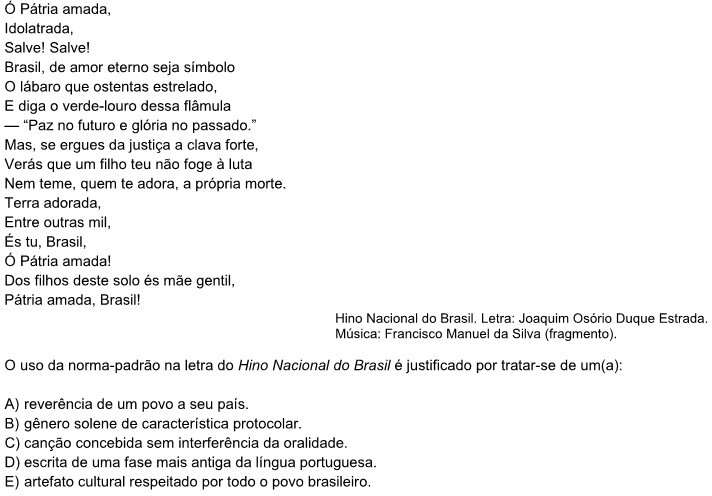 Ó Pátria amada,
Idolatrada,
Salve! Salve!
Brasil, de amor eterno seja símbolo
O lábaro que ostentas estrelado,
E diga o verde-louro dessa flâmula
— “Paz no futuro e glória no passado.”
Mas, se ergues da justiça a clava forte,
Verás que um filho teu não foge à luta
Nem teme, quem te adora, a própria morte.
Terra adorada,
Entre outras mil,
És tu, Brasil,
Ó Pátria amada!
Dos filhos deste solo és mãe gentil,
Pátria amada, Brasil!
Hino Nacional do Brasil. Letra: Joaquim Osório Duque Estrada.
Música: Francisco Manuel da Silva (fragmento).
O uso da norma-padrão na letra do Hino Nacional do Brasil é justificado por tratar-se de um(a):
A) reverência de um povo a seu país.
B) gênero solene de característica protocolar.
C) canção concebida sem interferência da oralidade.
D) escrita de uma fase mais antiga da língua portuguesa.
E) artefato cultural respeitado por todo o povo brasileiro.